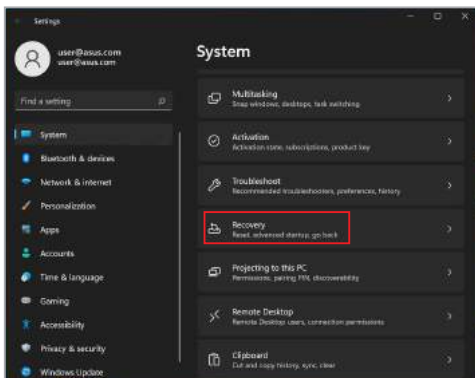 Settings
user@asus.com
user@asus.com
Find a setting
System
Bluetooth & devices
Network & internet
Personalization
Apps
Accounts
Time & language
Gaming
Accessibility
Privacy & security
Windows Update
System
Multitasking
Snap windows, desktops, task switching
Activation
Activation state, subscriptions, product key
Troubleshoot
Recommended troubleshooters, preferences, history
Recovery
Reset, advanced startup, go back
Projecting to this PC
Permissions, pairing PIN, discoverability
Remote Desktop
Remote Desktop users, connection permissions
Clipboard
Cut and copy history, sync, clear